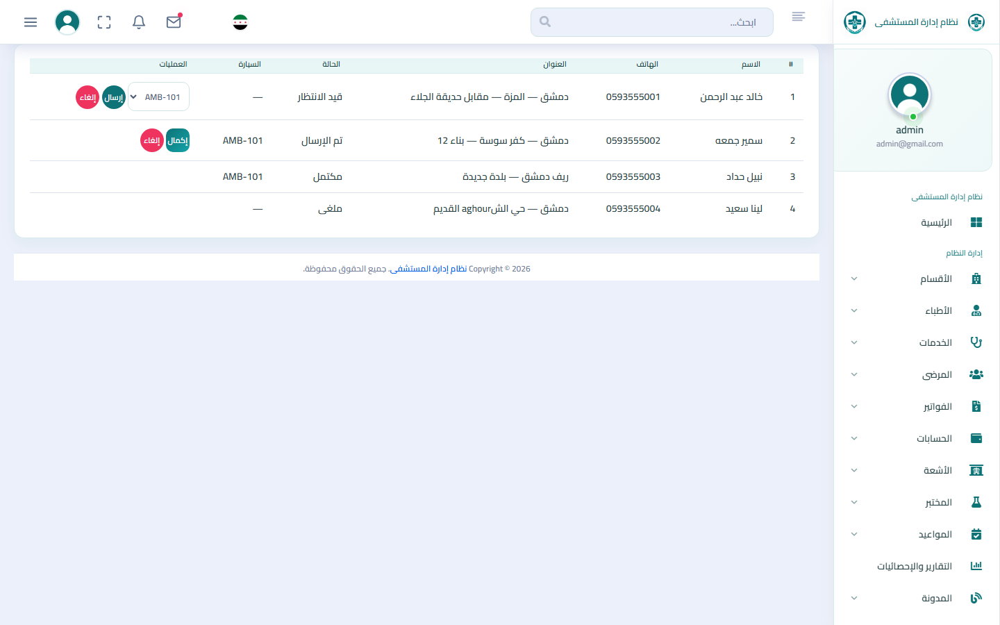 نظام إدارة المستشفى
ابحث...
admin
admin@gmail.com
نظام إدارة المستشفى
الرئيسية
إدارة النظام
الأقسام
الأطباء
الخدمات
المرضى
الفواتير
الحسابات
الأشعة
المختبر
المواعيد
التقارير والإحصائيات
المدونة
# الاسم الهاتف العنوان الحالة السيارة العمليات
1 خالد عبد الرحمن 0593555001 دمشق — المزة — مقابل حديقة الجلاء قيد الانتظار — AMB-101 إرسال إلغاء
2 سمير جمعه 0593555002 دمشق — كفر سوسة — بناء 12 تم الإرسال AMB-101 إكمال إلغاء
3 نبيل حداد 0593555003 ريف دمشق — بلدة جديدة مكتمل AMB-101
4 لينا سعيد 0593555004 دمشق — حي الشaghour القديم ملغى —
Copyright © 2026 نظام إدارة المستشفى. جميع الحقوق محفوظة.